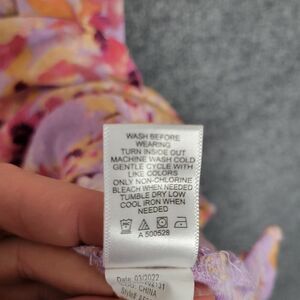 WASH BEFORE
WEARING
TURN INSIDE OUT
MACHINE WASH COLD
GENTLE CYCLE WITH
LIKE COLORS
ONLY NON-CHLORINE
BLEACH WHEN NEEDED
TUMBLE DRY LOW
COOL IRON WHEN
NEEDED
A 500528
Date 03/2022
CHINA